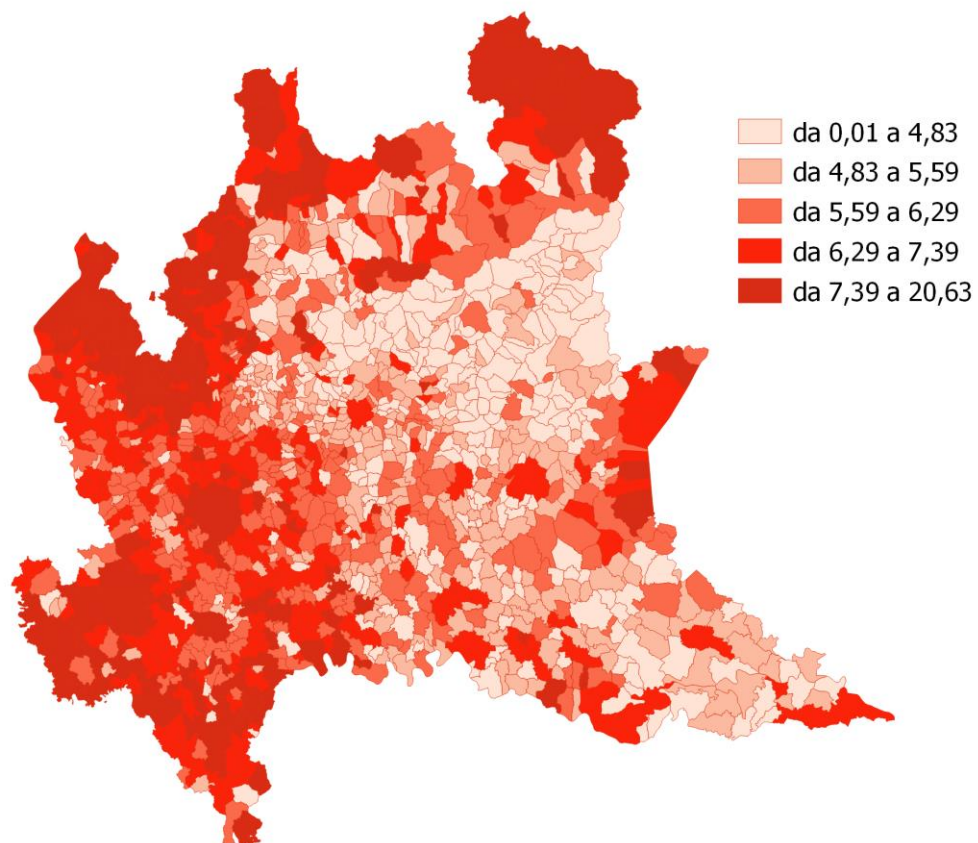 da 0,01 a 4,83
da 4,83 a 5,59
da 5,59 a 6,29
da 6,29 a 7,39
da 7,39 a 20,63